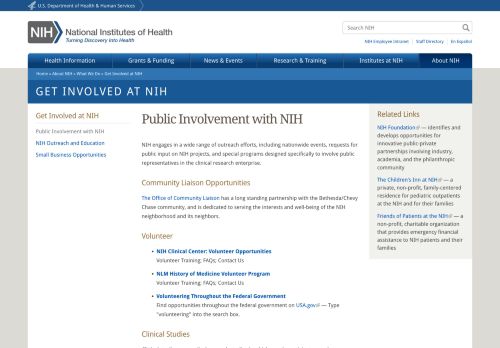 U.S. Department of Health & Human Services
NIH National Institutes of Health
Turning Discovery Into Health
Search NIH
NIH Employee Intranet | Staff Directory | En Español
Health Information
Grants & Funding
News & Events
Research & Training
Institutes at NIH
About NIH
Home » About NIH » What We Do » Get Involved at NIH
GET INVOLVED AT NIH
Get Involved at NIH
Public Involvement with NIH
NIH Outreach and Education
Small Business Opportunities
Public Involvement with NIH
NIH engages in a wide range of outreach efforts, including nationwide events, requests for
public input on NIH projects, and special programs designed specifically to involve public
representatives in the clinical research enterprise.
Community Liaison Opportunities
The Office of Community Liaison has a long standing partnership with the Bethesda/Chevy
Chase community, and is dedicated to serving the interests and well-being of the NIH
neighborhood and its neighbors.
Volunteer
• NIH Clinical Center: Volunteer Opportunities
Volunteer Training; FAQs; Contact Us
• NLM History of Medicine Volunteer Program
Volunteer Training; FAQs; Contact Us
• Volunteering Throughout the Federal Government
Find opportunities throughout the federal government on USA.gov — Type
"volunteering" into the search box.
Clinical Studies
Related Links
NIH Foundation — identifies and
develops opportunities for
innovative public-private
partnerships involving industry,
academia, and the philanthropic
community
The Children's Inn at NIH — a
private, non-profit, family-centered
residence for pediatric outpatients
at the NIH and for their families
Friends of Patients at the NIH — a
non-profit, charitable organization
that provides emergency financial
assistance to NIH patients and their
families